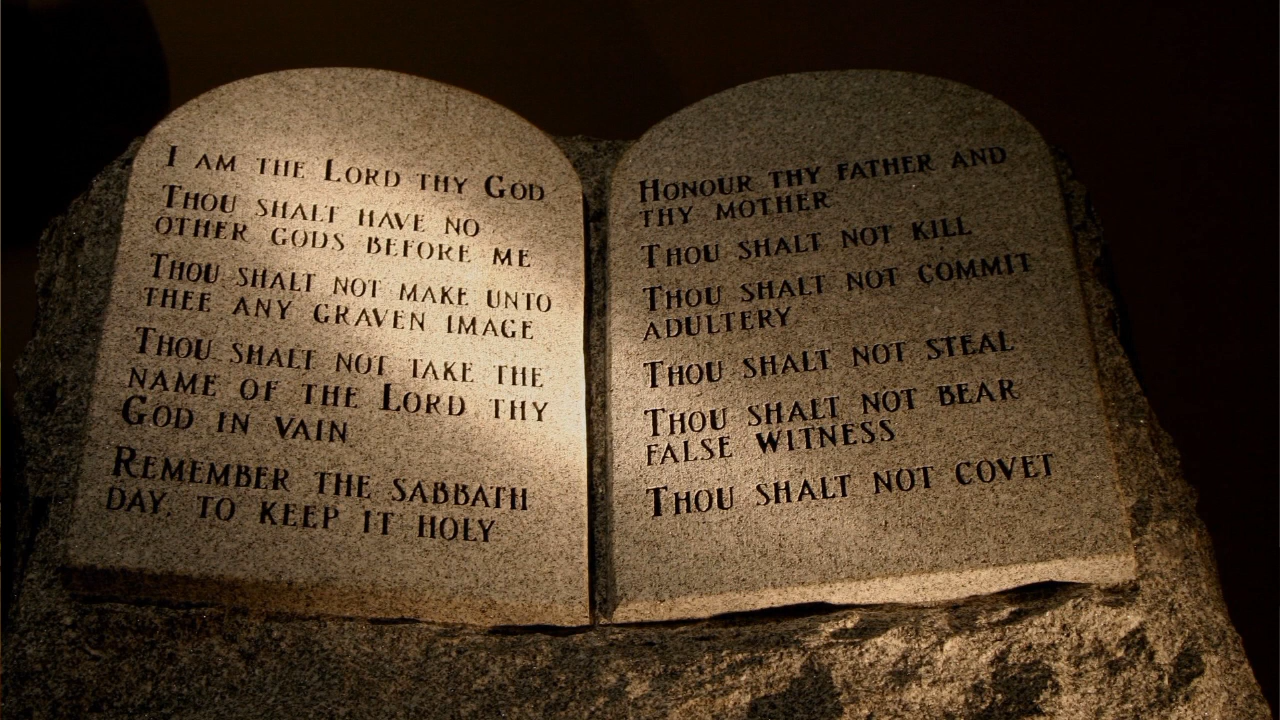 I AM THE LORD THY GOD
THOU SHALT HAVE NO
OTHER GODS BEFORE ME
THOU SHALT NOT MAKE UNTO
THEE ANY GRAVEN IMAGE
THOU SHALT NOT TAKE THE
NAME OF THE LORD THY
GOD IN VAIN
REMEMBER THE SABBATH
DAY, TO KEEP IT HOLY
HONOUR THY FATHER AND
THY MOTHER
THOU SHALT NOT KILL
THOU SHALT NOT COMMIT
ADULTERY
THOU SHALT NOT STEAL
THOU SHALT NOT BEAR
FALSE WITNESS
THOU SHALT NOT COVET